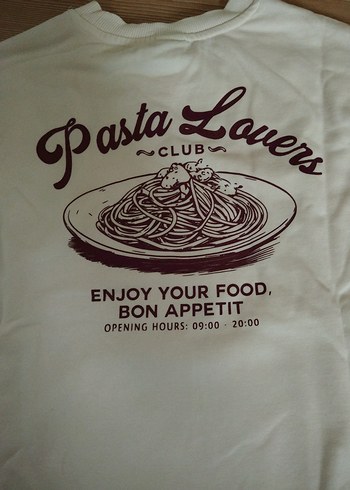 Pasta Lovers
~CLUB~
ENJOY YOUR FOOD,
BON APPETIT
OPENING HOURS: 09:00 - 20:00